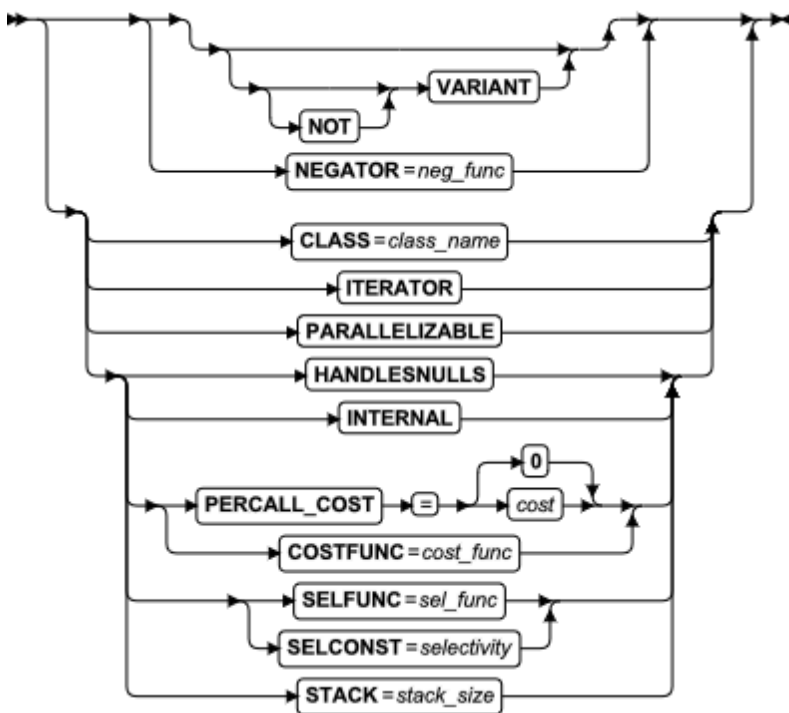 VARIANT
NOT
NEGATOR=neg_func
CLASS=class_name
ITERATOR
PARALLELIZABLE
HANDLESNULLS
INTERNAL
0
PERCALL_COST = cost
COSTFUNC=cost_func
SELFUNC=sel_func
SELCONST=selectivity
STACK=stack_size